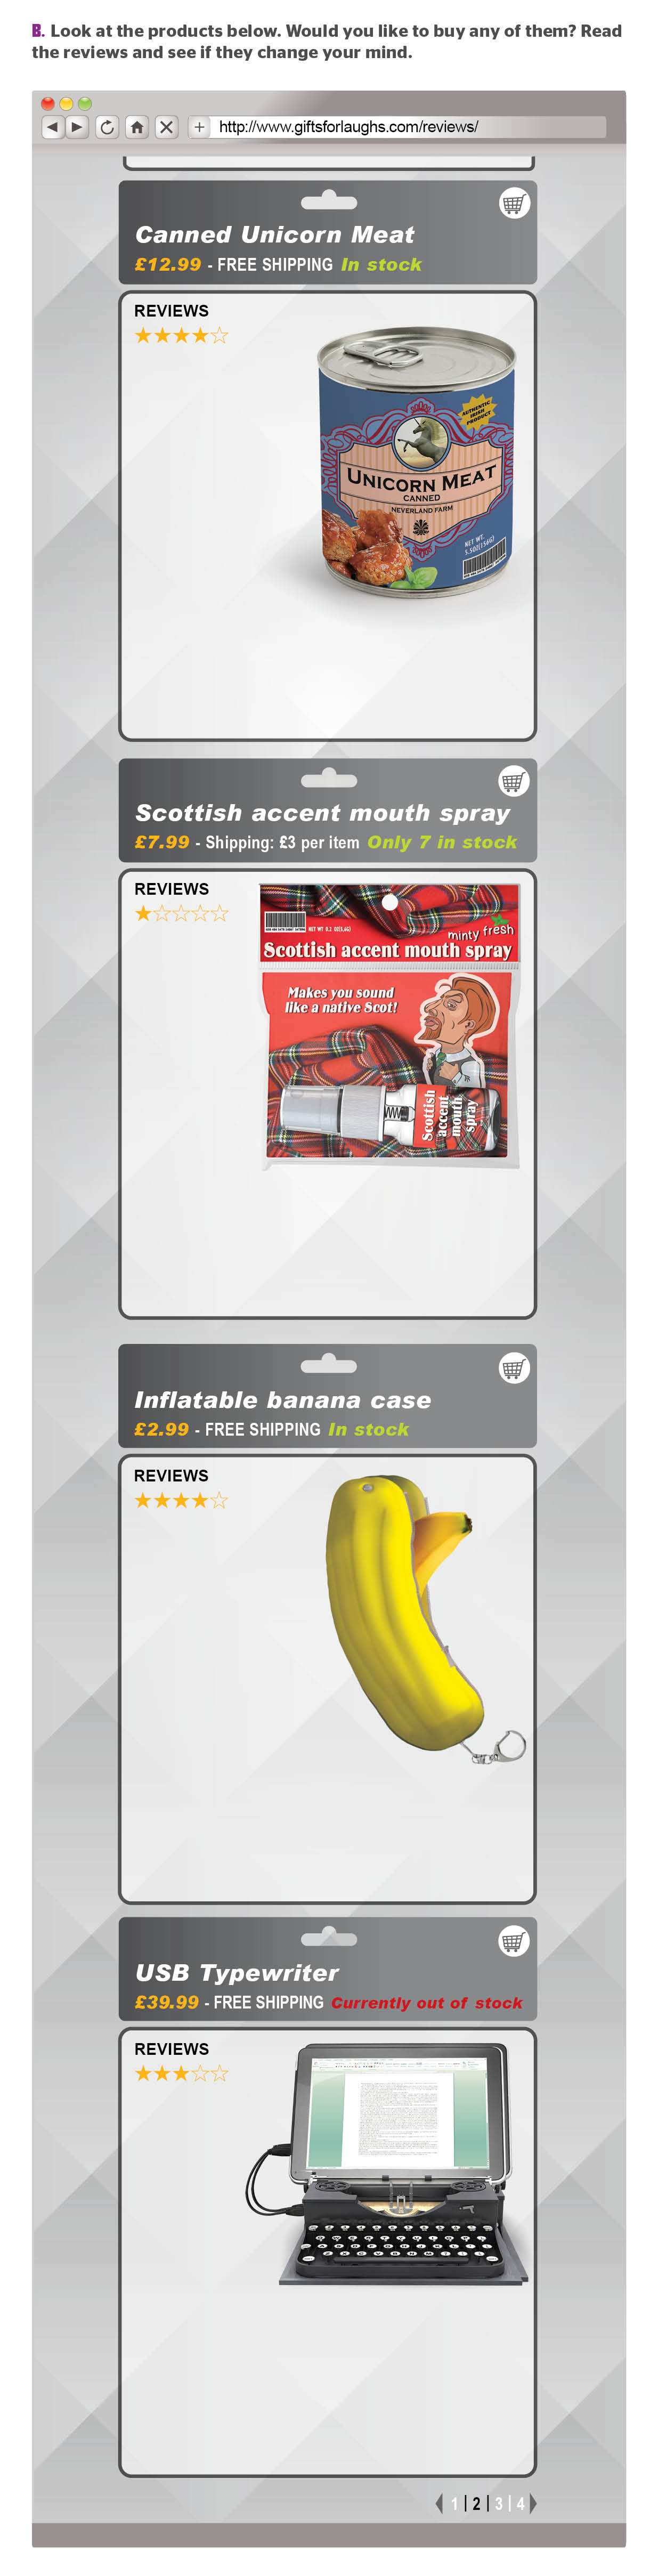 B. Look at the products below. Would you like to buy any of them? Read
the reviews and see if they change your mind.
http://www.giftsforlaughs.com/reviews/
Canned Unicorn Meat
£12.99 - FREE SHIPPING In stock
REVIEWS
AUTHENTIC
IRISH
PRODUCT
UNICORN MEAT
CANNED
NEVERLAND FARM
NET WT.
5.5OZ(156G)
Scottish accent mouth spray
£7.99 - Shipping: £3 per item Only 7 in stock
REVIEWS
NET WT 0.2 OZ(5,6G)
minty fresh
Scottish accent mouth spray
Makes you sound
like a native Scot!
Scottish
accent
mouth
spray
Inflatable banana case
£2.99 - FREE SHIPPING In stock
REVIEWS
USB Typewriter
£39.99 - FREE SHIPPING Currently out of stock
REVIEWS
1 | 2 | 3 | 4